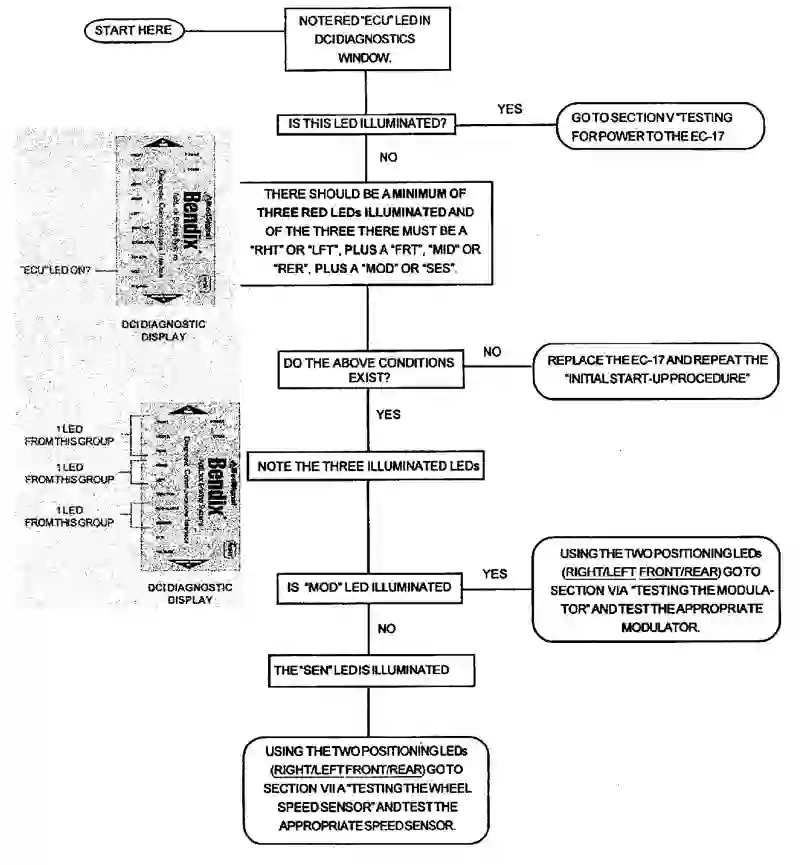 START HERE
NOTE RED "ECU" LED IN
DCI DIAGNOSTICS
WINDOW.
IS THIS LED ILLUMINATED?
YES
GO TO SECTION V "TESTING
FOR POWER TO THE EC-17
NO
THERE SHOULD BE A MINIMUM OF
THREE RED LEDs ILLUMINATED AND
OF THE THREE THERE MUST BE A
"RHT" OR "LFT", PLUS A "FRT", "MID" OR
"RER", PLUS A "MOD" OR "SES".
Bendix
"ECU" LED ON?
DCI DIAGNOSTIC
DISPLAY
DO THE ABOVE CONDITIONS
EXIST?
NO
REPLACE THE EC-17 AND REPEAT THE
"INITIAL START-UP PROCEDURE"
YES
1 LED
FROM THIS GROUP
1 LED
FROM THIS GROUP
1 LED
FROM THIS GROUP
Bendix
Diagnostic Communication Interface
DCI DIAGNOSTIC
DISPLAY
NOTE THE THREE ILLUMINATED LEDs
IS "MOD" LED ILLUMINATED
YES
USING THE TWO POSITIONING LEDs
(RIGHT/LEFT FRONT/REAR) GO TO
SECTION VIA "TESTING THE MODULA-
TOR" AND TEST THE APPROPRIATE
MODULATOR.
NO
THE "SEN" LED IS ILLUMINATED
USING THE TWO POSITIONING LEDs
(RIGHT/LEFT FRONT/REAR) GO TO
SECTION VII A "TESTING THE WHEEL
SPEED SENSOR" AND TEST THE
APPROPRIATE SPEED SENSOR.